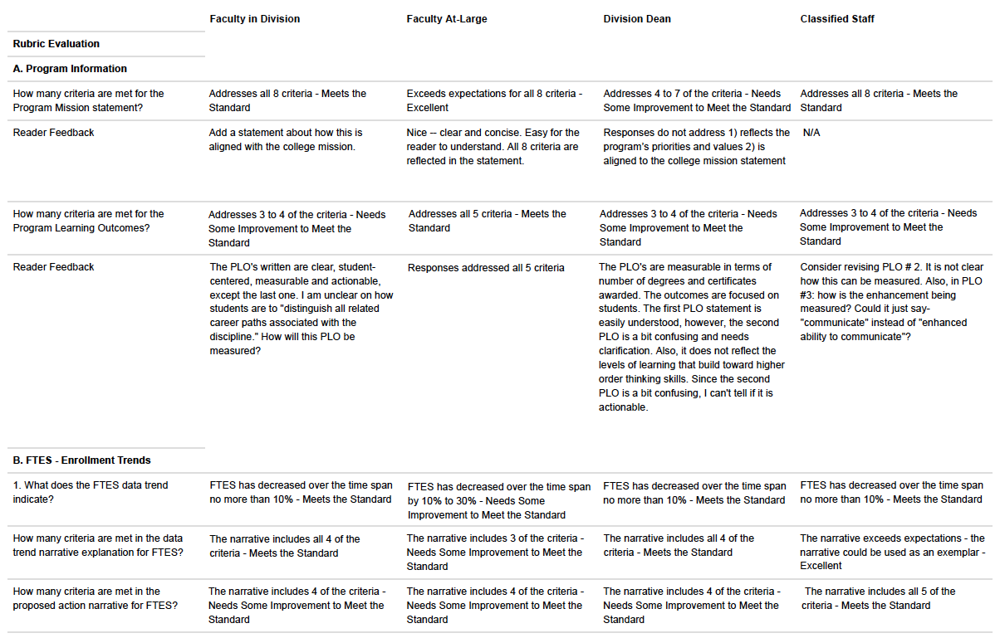 Faculty in Division Faculty At-Large Division Dean Classified Staff
Rubric Evaluation
A. Program Information
How many criteria are met for the
Program Mission statement?
Addresses all 8 criteria - Meets the
Standard
Exceeds expectations for all 8 criteria -
Excellent
Addresses 4 to 7 of the criteria - Needs
Some Improvement to Meet the Standard
Addresses all 8 criteria - Meets the
Standard
Reader Feedback
Add a statement about how this is
aligned with the college mission.
Nice -- clear and concise. Easy for the
reader to understand. All 8 criteria are
reflected in the statement.
Responses do not address 1) reflects the
program's priorities and values 2) is
aligned to the college mission statement
N/A
How many criteria are met for the
Program Learning Outcomes?
Addresses 3 to 4 of the criteria - Needs
Some Improvement to Meet the
Standard
Addresses all 5 criteria - Meets the
Standard
Addresses 3 to 4 of the criteria - Needs
Some Improvement to Meet the
Standard
Addresses 3 to 4 of the criteria - Needs
Some Improvement to Meet the
Standard
Reader Feedback
The PLO's written are clear, student-
centered, measurable and actionable,
except the last one. I am unclear on how
students are to "distinguish all related
career paths associated with the
discipline." How will this PLO be
measured?
Responses addressed all 5 criteria
The PLO's are measurable in terms of
number of degrees and certificates
awarded. The outcomes are focused on
students. The first PLO statement is
easily understood, however, the second
PLO is a bit confusing and needs
clarification. Also, it does not reflect the
levels of learning that build toward higher
order thinking skills. Since the second
PLO is a bit confusing, I can't tell if it is
actionable.
Consider revising PLO # 2. It is not clear
how this can be measured. Also, in PLO
#3: how is the enhancement being
measured? Could it just say-
"communicate" instead of "enhanced
ability to communicate"?
B. FTES - Enrollment Trends
1. What does the FTES data trend
indicate?
FTES has decreased over the time span
no more than 10% - Meets the Standard
FTES has decreased over the time span
by 10% to 30% - Needs Some
Improvement to Meet the Standard
FTES has decreased over the time span
no more than 10% - Meets the Standard
FTES has decreased over the time span
no more than 10% - Meets the Standard
How many criteria are met in the data
trend narrative explanation for FTES?
The narrative includes all 4 of the
criteria - Meets the Standard
The narrative includes 3 of the criteria -
Needs Some Improvement to Meet the
Standard
The narrative includes all 4 of the
criteria - Meets the Standard
The narrative exceeds expectations - the
narrative could be used as an exemplar -
Excellent
How many criteria are met in the
proposed action narrative for FTES?
The narrative includes 4 of the criteria -
Needs Some Improvement to Meet the
Standard
The narrative includes 4 of the criteria -
Needs Some Improvement to Meet the
Standard
The narrative includes 4 of the criteria -
Needs Some Improvement to Meet the
Standard
The narrative includes all 5 of the
criteria - Meets the Standard